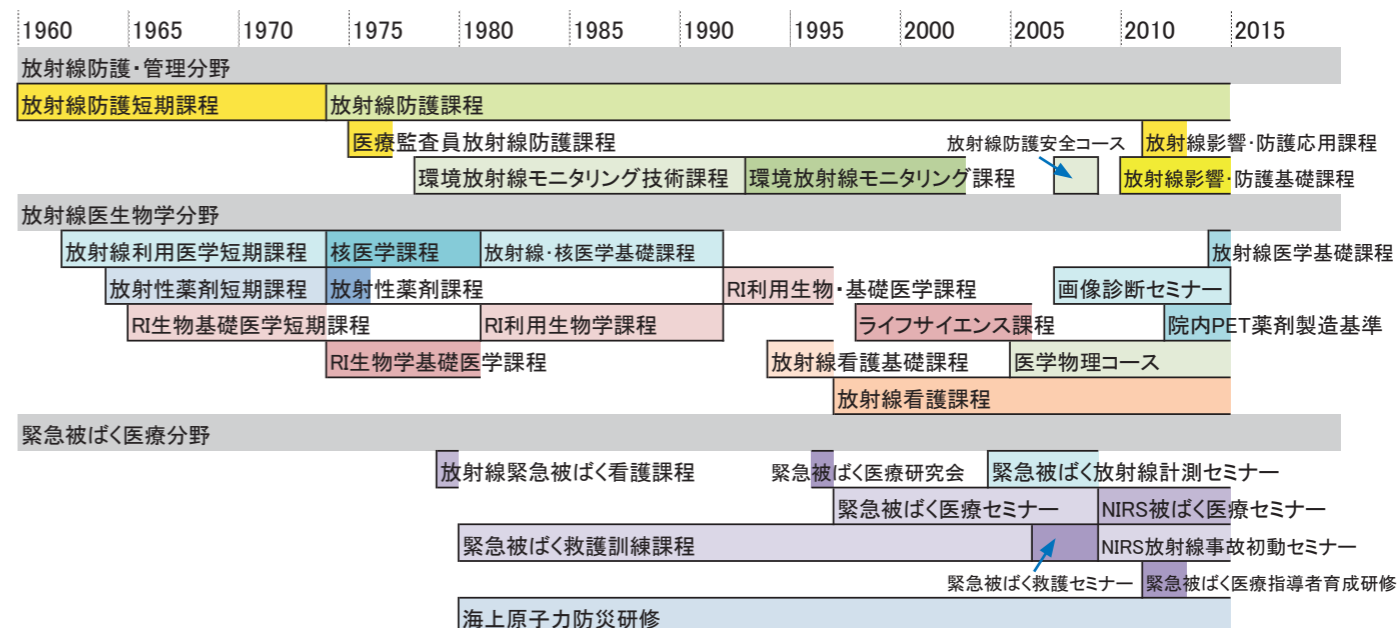 1960 1965 1970 1975 1980 1985 1990 1995 2000 2005 2010 2015
放射線防護・管理分野
放射線防護短期課程 放射線防護課程
医療監査員放射線防護課程 放射線防護安全コース 放射線影響・防護応用課程
環境放射線モニタリング技術課程 環境放射線モニタリング課程 放射線影響・防護基礎課程
放射線医生物学分野
放射線利用医学短期課程 核医学課程 放射線・核医学基礎課程 放射線医学基礎課程
放射性薬剤短期課程 放射性薬剤課程 RI利用生物・基礎医学課程 画像診断セミナー
RI生物基礎医学短期課程 RI利用生物学課程 ライフサイエンス課程 院内PET薬剤製造基準
RI生物学基礎医学課程 放射線看護基礎課程 医学物理コース
放射線看護課程
緊急被ばく医療分野
放射線緊急被ばく看護課程 緊急被ばく医療研究会 緊急被ばく放射線計測セミナー
緊急被ばく医療セミナー NIRS被ばく医療セミナー
緊急被ばく救護訓練課程 NIRS放射線事故初動セミナー
緊急被ばく救護セミナー 緊急被ばく医療指導者育成研修
海上原子力防災研修